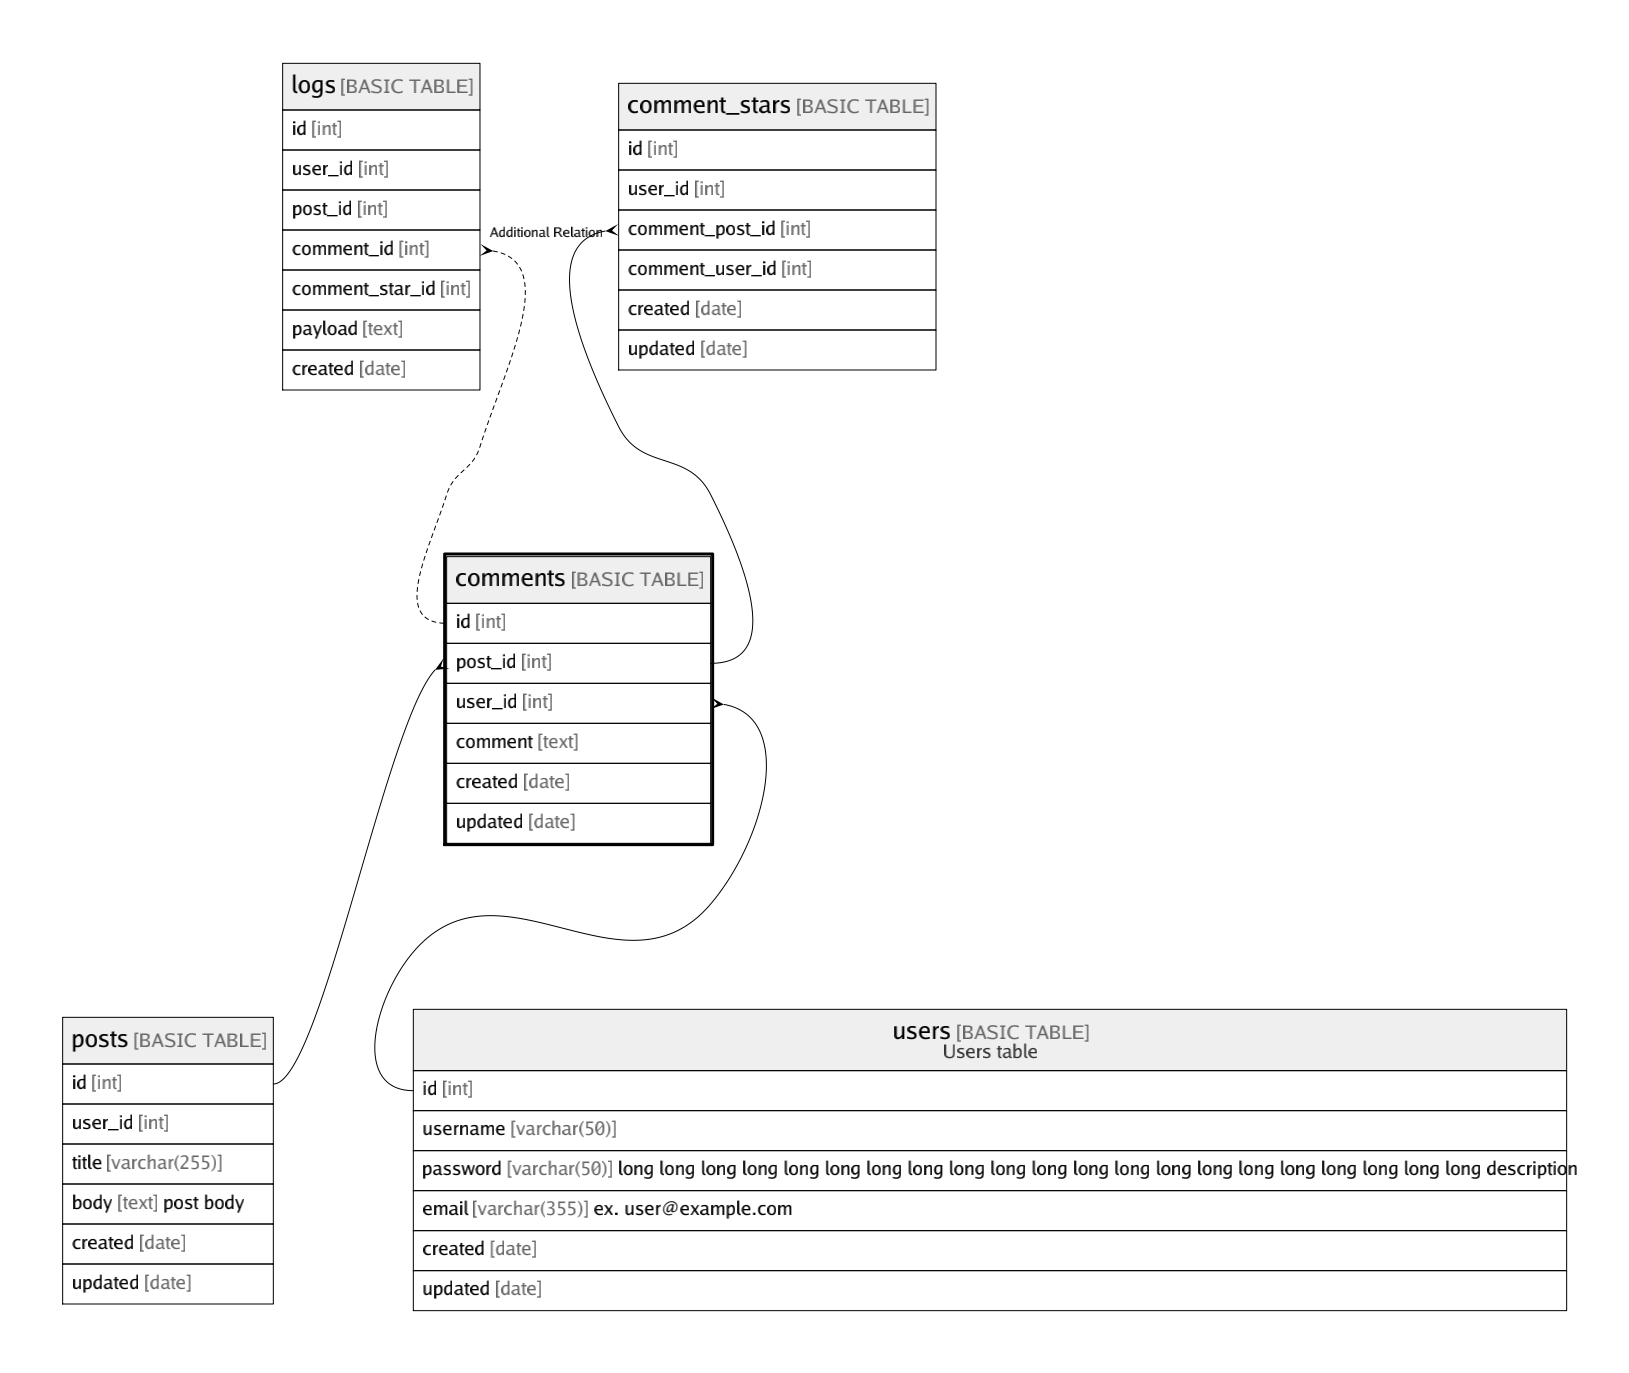 logs [BASIC TABLE]
id [int]
user_id [int]
post_id [int]
comment_id [int]
comment_star_id [int]
payload [text]
created [date]
Additional Relation
comment_stars [BASIC TABLE]
id [int]
user_id [int]
comment_post_id [int]
comment_user_id [int]
created [date]
updated [date]
comments [BASIC TABLE]
id [int]
post_id [int]
user_id [int]
comment [text]
created [date]
updated [date]
posts [BASIC TABLE]
id [int]
user_id [int]
title [varchar(255)]
body [text] post body
created [date]
updated [date]
users [BASIC TABLE]
Users table
id [int]
username [varchar(50)]
password [varchar(50)] long long long long long long long long long long long long long long long long long long long long long description
email [varchar(355)] ex. user@example.com
created [date]
updated [date]